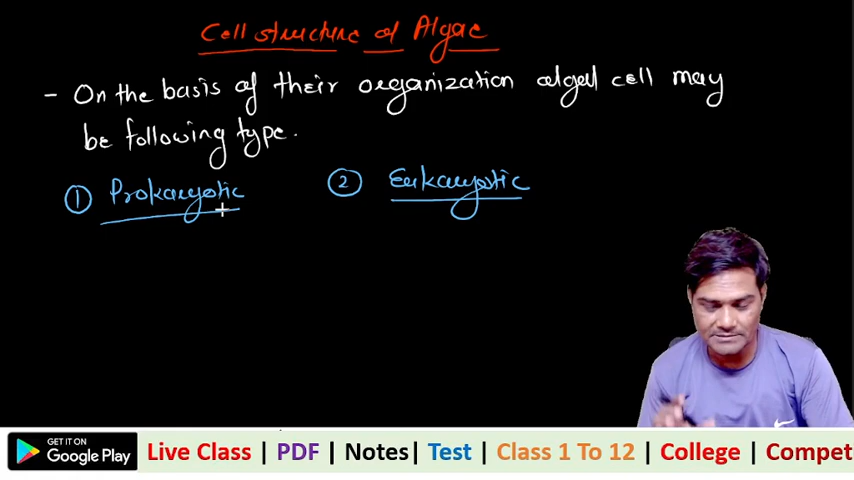 Cell structure of Algae
- On the basis of their organization algal cell may
be following type.
① Prokaryotic ② Eukaryotic
GET IT ON
Google Play
Live Class | PDF | Notes| Test | Class 1 To 12 | College | Compet